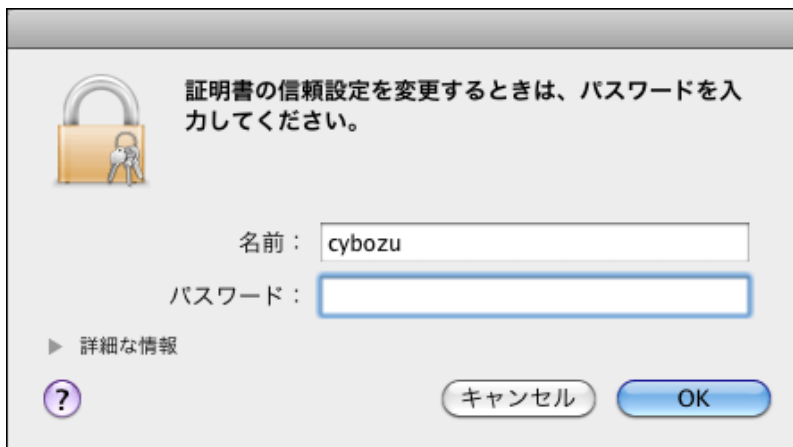 証明書の信頼設定を変更するときは、パスワードを入
力してください。
名前： cybozu
パスワード：
詳細な情報
?
キャンセル OK